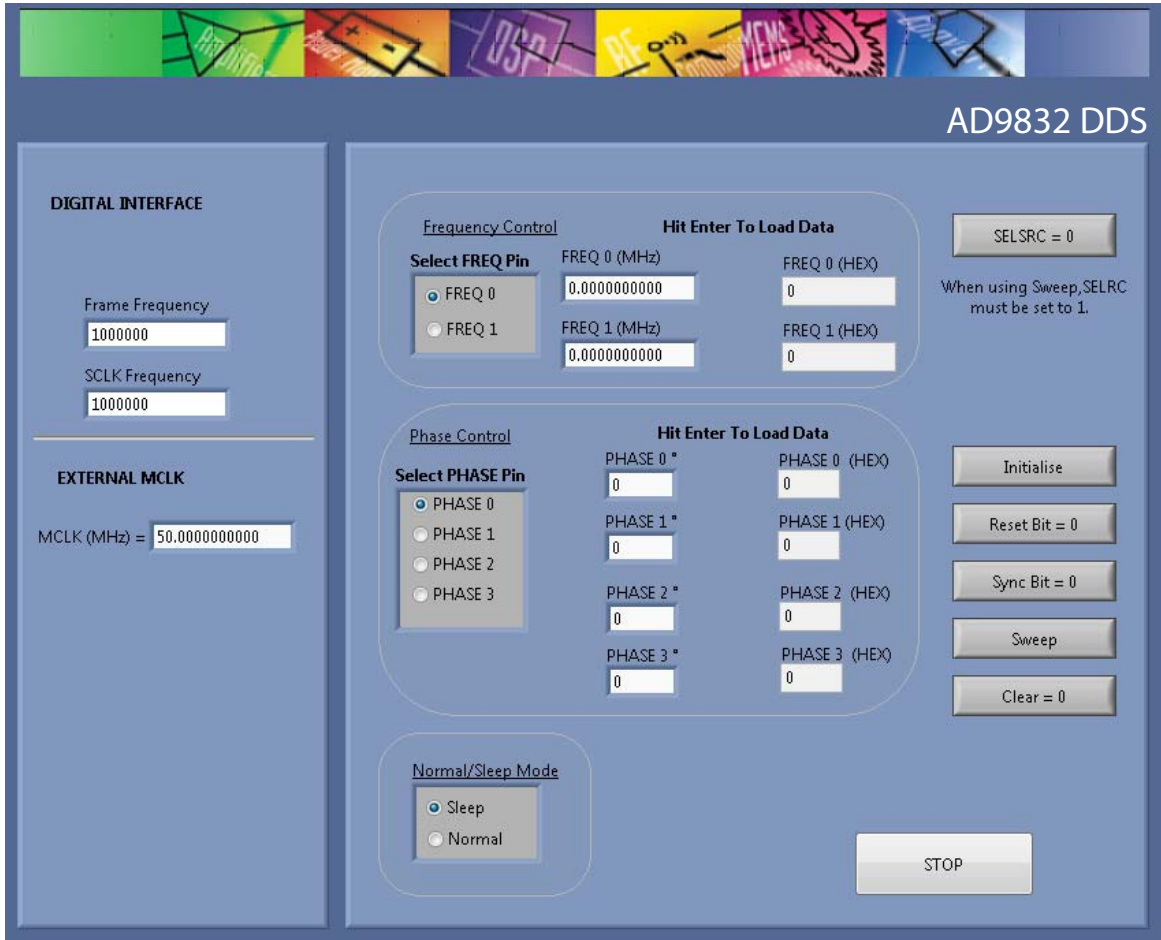 Amplifier
Power
DSP
RF
Communic
MEMS
AD9832 DDS
DIGITAL INTERFACE
Frame Frequency
1000000
SCLK Frequency
1000000
EXTERNAL MCLK
MCLK (MHz) = 50.0000000000
Frequency Control
Hit Enter To Load Data
Select FREQ Pin
FREQ 0
FREQ 1
FREQ 0 (MHz)
0.0000000000
FREQ 0 (HEX)
0
FREQ 1 (MHz)
0.0000000000
FREQ 1 (HEX)
0
SELSRC = 0
When using Sweep,SELRC
must be set to 1.
Phase Control
Hit Enter To Load Data
Select PHASE Pin
PHASE 0
PHASE 1
PHASE 2
PHASE 3
PHASE 0 °
0
PHASE 0 (HEX)
0
PHASE 1 °
0
PHASE 1 (HEX)
0
PHASE 2 °
0
PHASE 2 (HEX)
0
PHASE 3 °
0
PHASE 3 (HEX)
0
Initialise
Reset Bit = 0
Sync Bit = 0
Sweep
Clear = 0
Normal/Sleep Mode
Sleep
Normal
STOP